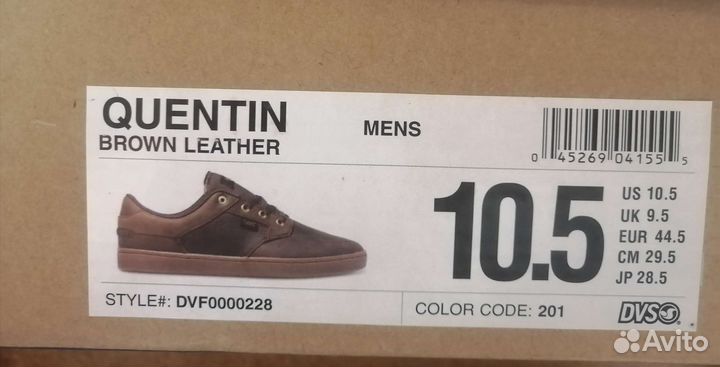 QUENTIN
BROWN LEATHER
MENS
0 45269 04155 5
10.5
US 10.5
UK 9.5
EUR 44.5
CM 29.5
JP 28.5
STYLE#: DVF0000228
COLOR CODE: 201
DVS
Avito